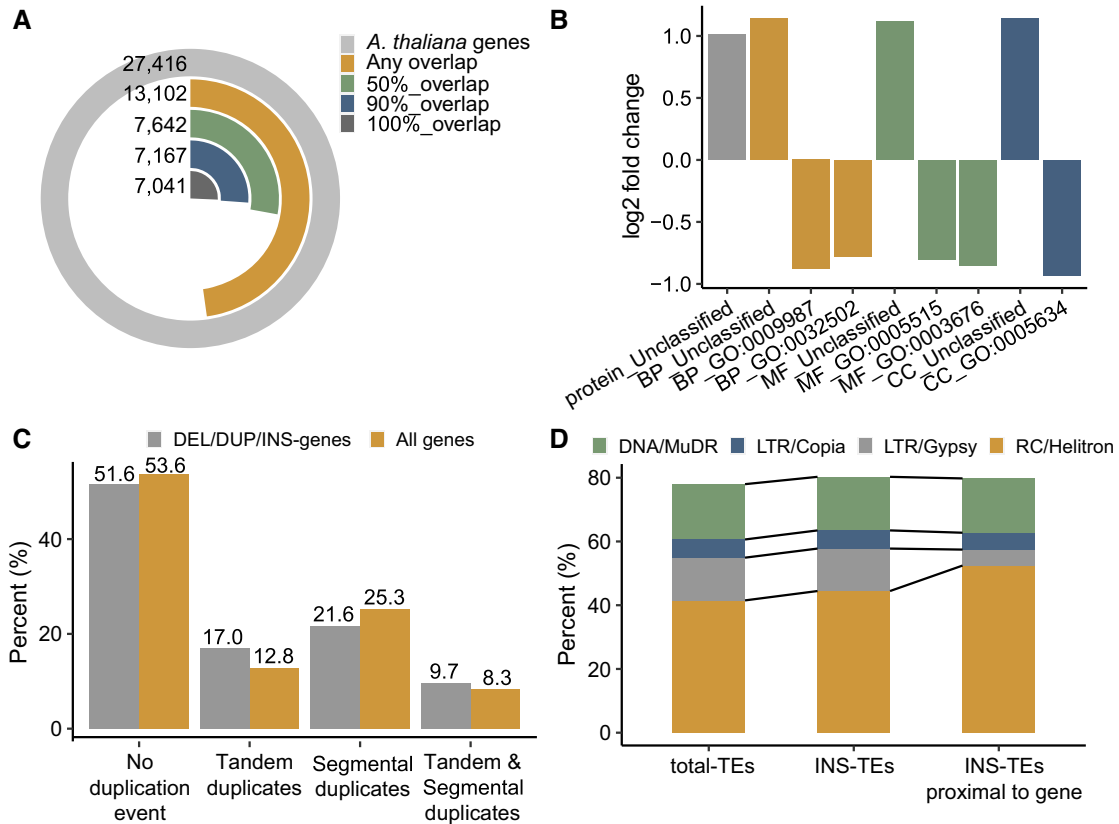 A
27,416
13,102
7,642
7,167
7,041
A. thaliana genes
Any overlap
50%_overlap
90%_overlap
100%_overlap
B
log2 fold change
1.0
0.5
0.0
−0.5
−1.0
protein_Unclassified
BP_Unclassified
BP_GO:0009987
BP_GO:0032502
MF_Unclassified
MF_GO:0005515
MF_GO:0003676
CC_Unclassified
CC_GO:0005634
C
DEL/DUP/INS-genes All genes
Percent (%)
40
20
0
51.6 53.6
17.0 12.8
21.6 25.3
9.7 8.3
No
duplication
event
Tandem
duplicates
Segmental
duplicates
Tandem &
Segmental
duplicates
D
DNA/MuDR LTR/Copia LTR/Gypsy RC/Helitron
Percent (%)
80
60
40
20
0
total-TEs
INS-TEs
INS-TEs
proximal to gene